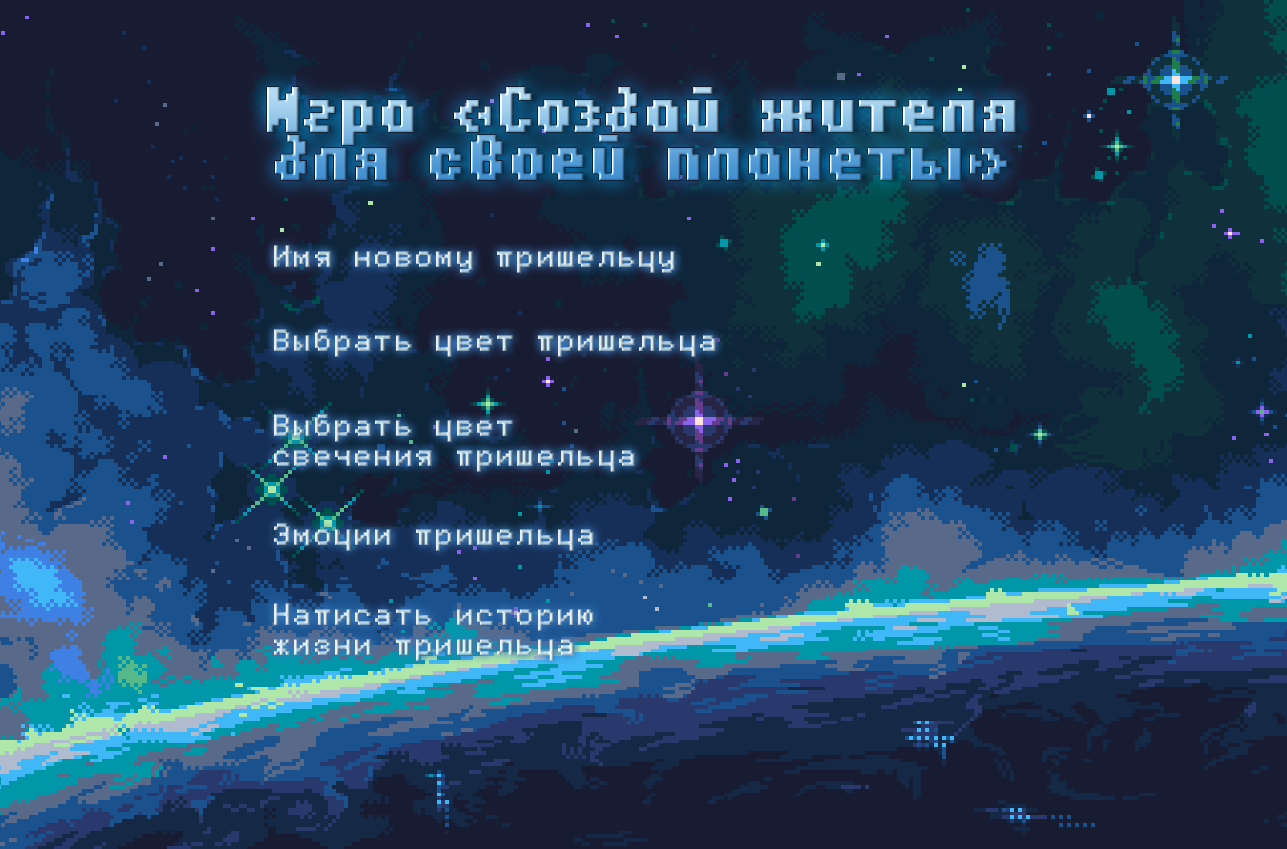 Игра «Создай жителя
для своей планеты»
Имя новому пришельцу
Выбрать цвет пришельца
Выбрать цвет
свечения пришельца
Эмоции пришельца
Написать историю
жизни пришельца